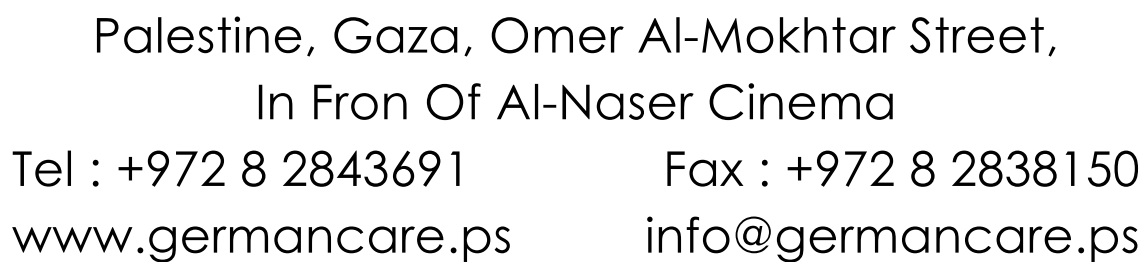 Palestine, Gaza, Omer Al-Mokhtar Street,
In Fron Of Al-Naser Cinema
Tel : +972 8 2843691 Fax : +972 8 2838150
www.germancare.ps info@germancare.ps